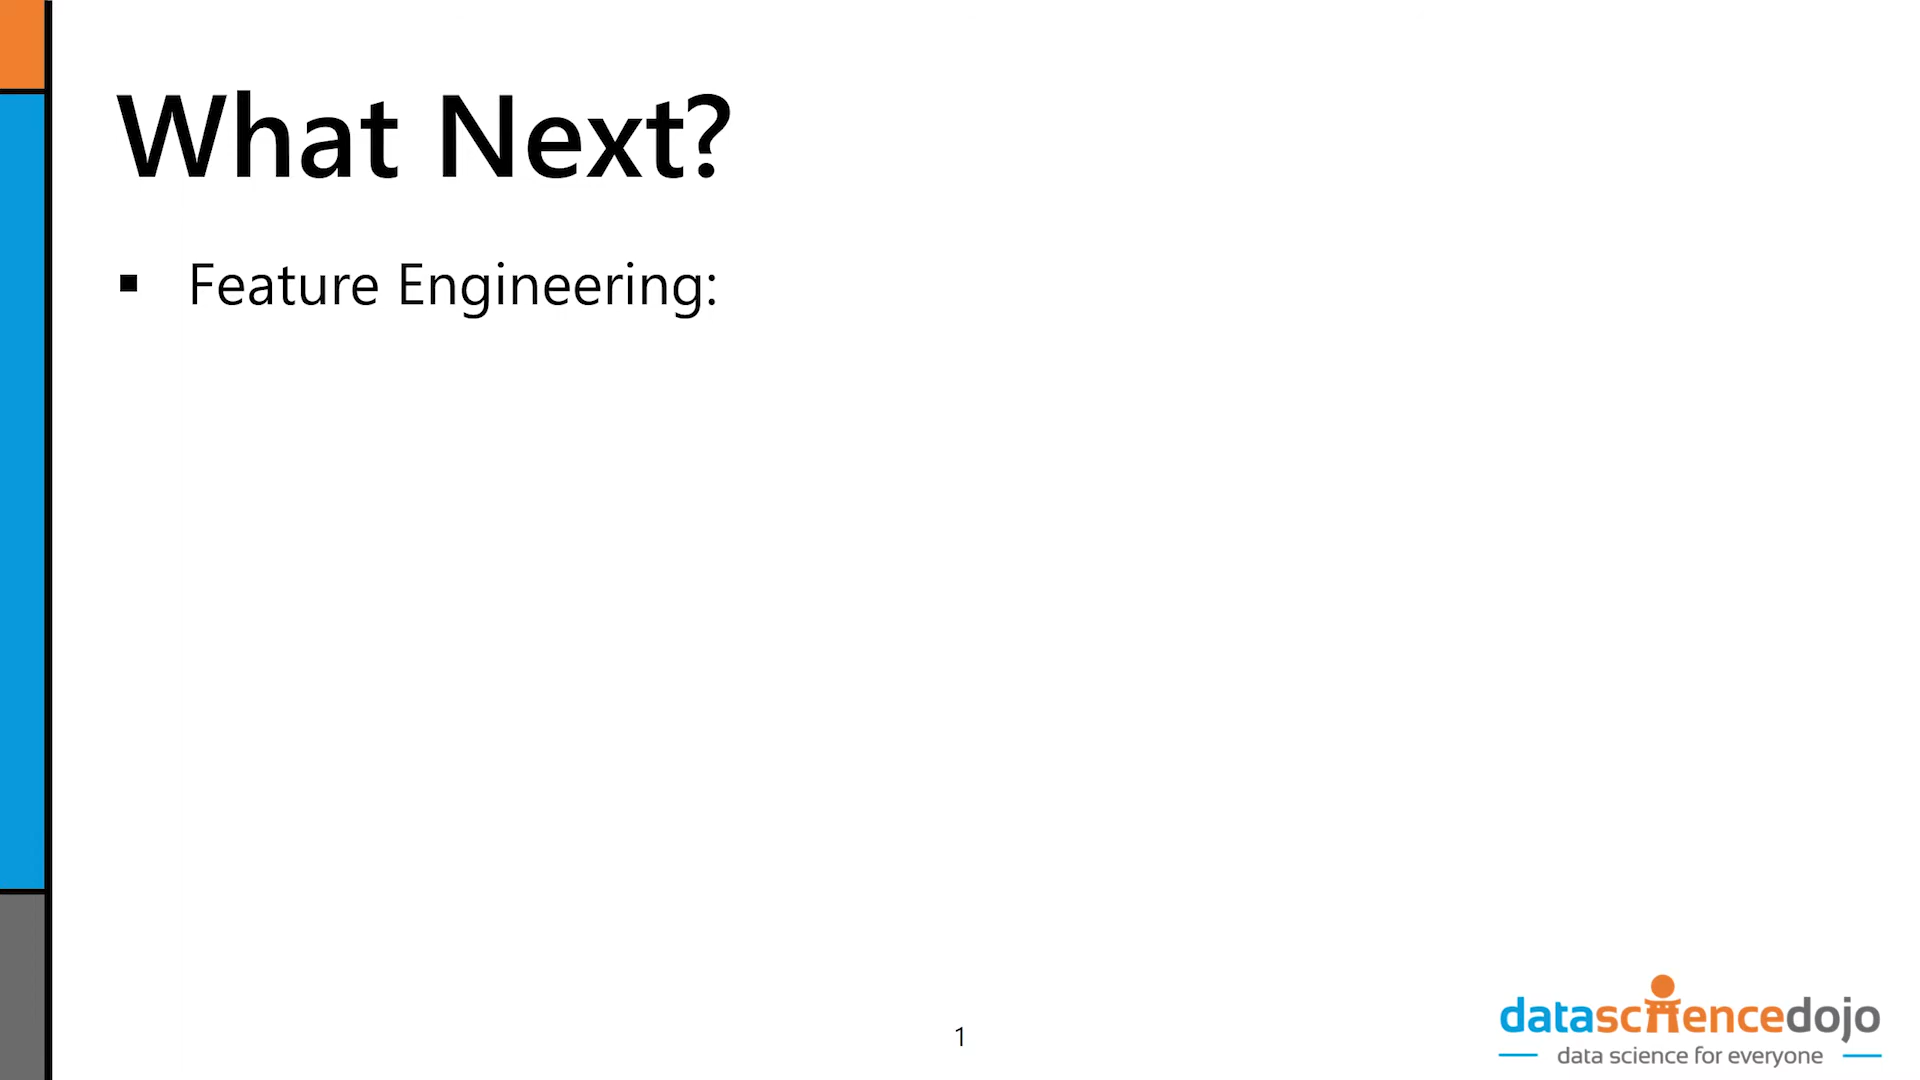 What Next?
▪ Feature Engineering:
1
datasciencedojo
data science for everyone